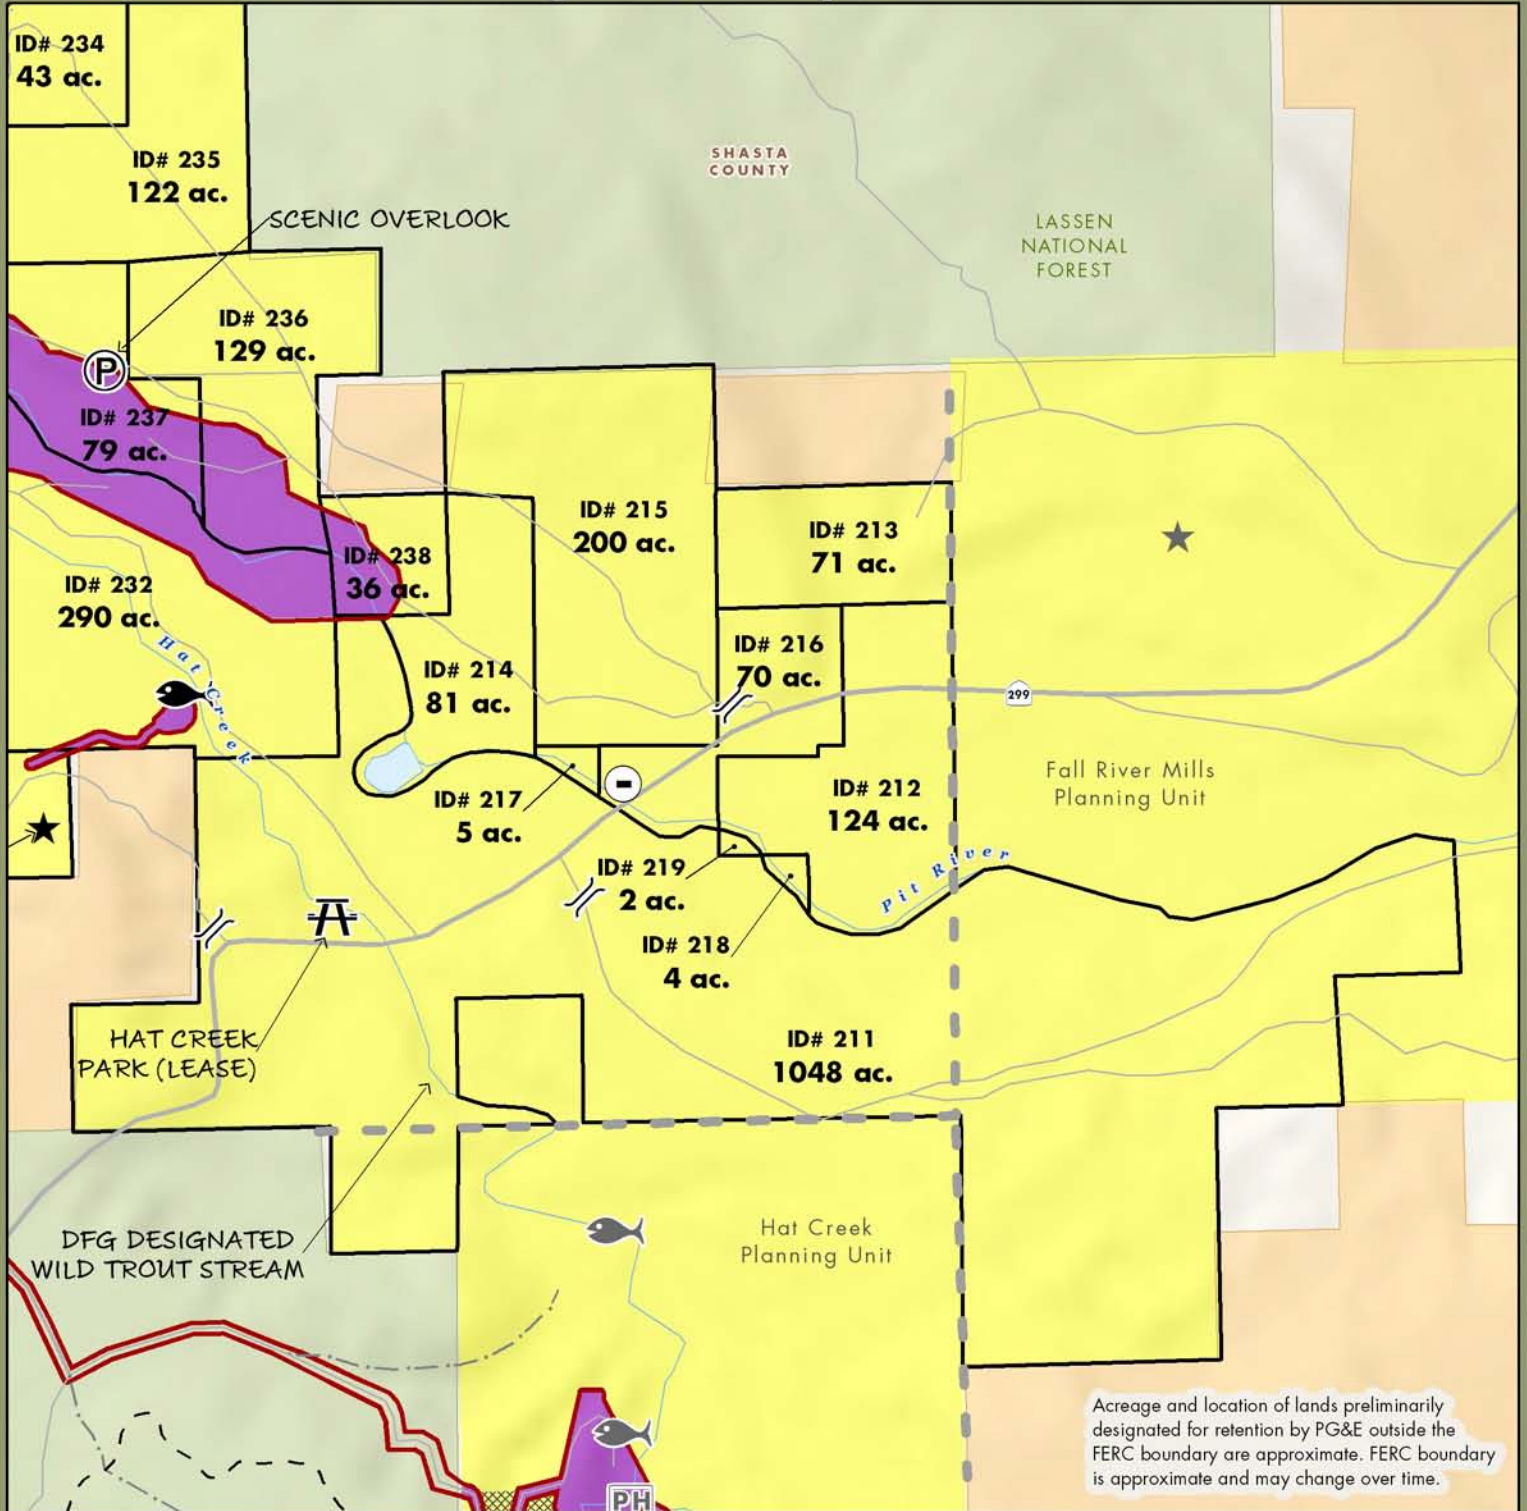 ID# 234
43 ac.
ID# 235
122 ac.
SHASTA
COUNTY
SCENIC OVERLOOK
LASSEN
NATIONAL
FOREST
ID# 236
129 ac.
P
ID# 237
79 ac.
ID# 215
200 ac.
ID# 213
71 ac.
ID# 238
36 ac.
ID# 232
290 ac.
Hat Creek
ID# 216
70 ac.
ID# 214
81 ac.
299
Fall River Mills
Planning Unit
ID# 217
5 ac.
ID# 212
124 ac.
ID# 219
2 ac.
Pit River
ID# 218
4 ac.
HAT CREEK
PARK (LEASE)
ID# 211
1048 ac.
DFG DESIGNATED
WILD TROUT STREAM
Hat Creek
Planning Unit
Acreage and location of lands preliminarily
designated for retention by PG&E outside the
FERC boundary are approximate. FERC boundary
is approximate and may change over time.
PH